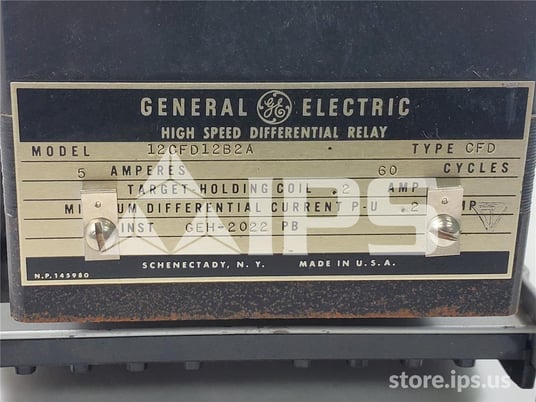 GENERAL GE ELECTRIC
HIGH SPEED DIFFERENTIAL RELAY
MODEL 12CFD12B2A TYPE CFD
5 AMPERES 60 CYCLES
TARGET-HOLDING COIL .2 AMP
DIFFERENTIAL CURRENT P-U .2
INST GEH-2022 PB
IPS
SCHENECTADY, N. Y. MADE IN U.S.A.
N.P.145980
store.ips.us